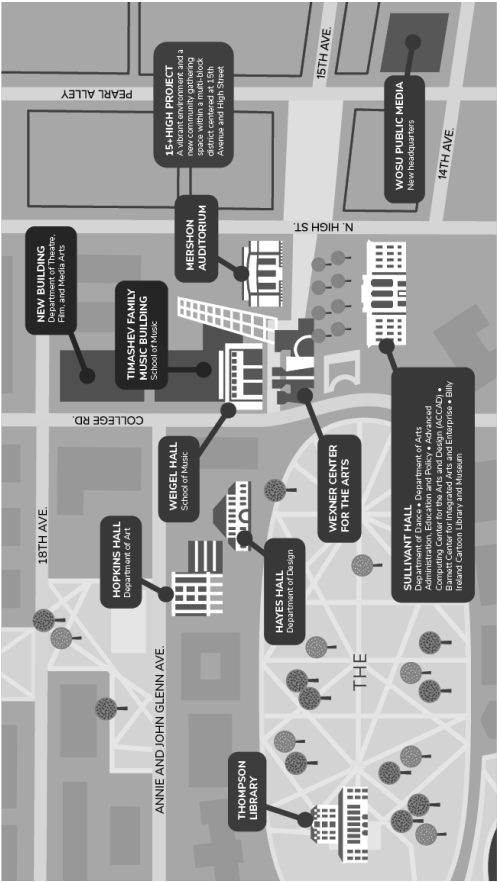 15TH AVE.
PEARL ALLEY
15+HIGH PROJECT
A vibrant environment and a
new community gathering
space within a multi-block
district centered at 15th
Avenue and High Street
WOSU PUBLIC MEDIA
New headquarters
14TH AVE.
N. HIGH ST.
MERSHON
AUDITORIUM
NEW BUILDING
Department of Theatre,
Film, and Media Arts
TIMASHEV FAMILY
MUSIC BUILDING
School of Music
COLLEGE RD.
WEIGEL HALL
School of Music
WEXNER CENTER
FOR THE ARTS
SULLIVANT HALL
Department of Dance • Department of Arts
Administration, Education and Policy • Advanced
Computing Center for the Arts and Design (ACCAD) •
Barnett Center for Integrated Arts and Enterprise • Billy
Ireland Cartoon Library and Museum
18TH AVE.
HOPKINS HALL
Department of Art
HAYES HALL
Department of Design
ANNIE AND JOHN GLENN AVE.
THE
THOMPSON
LIBRARY